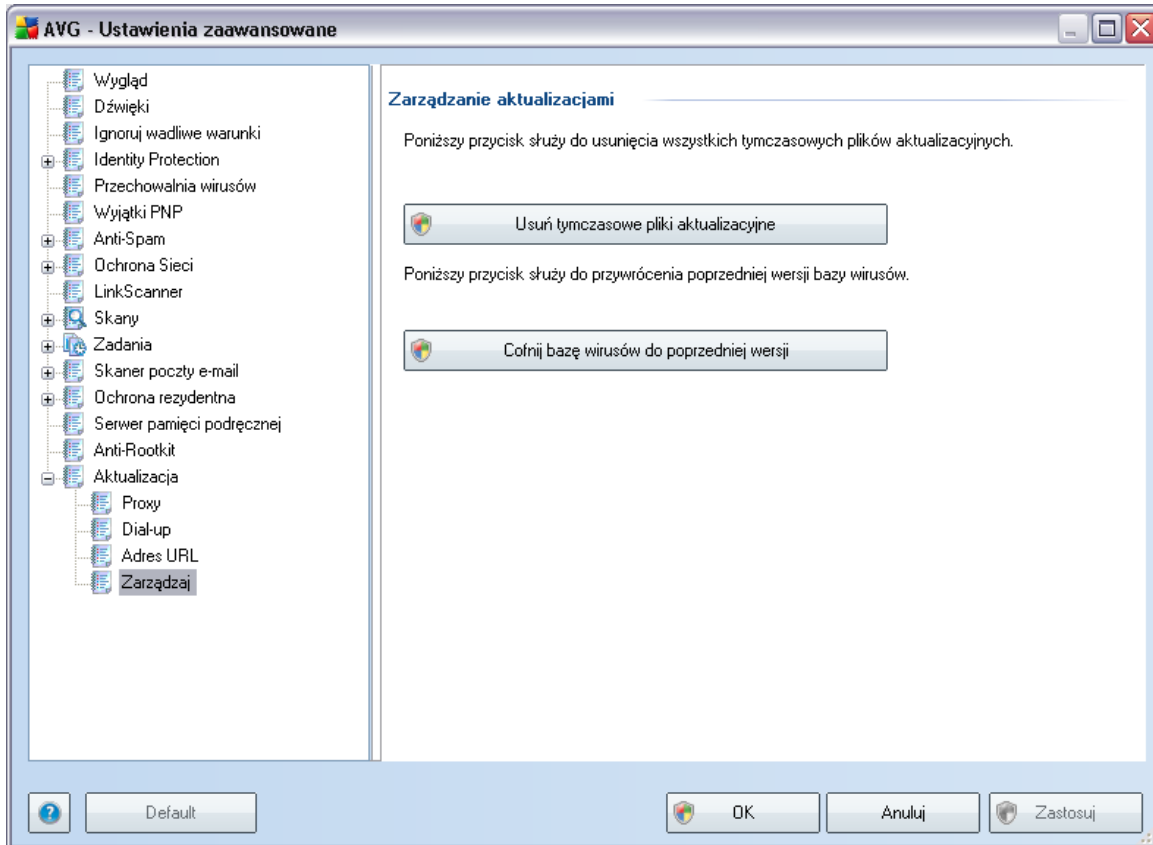 AVG - Ustawienia zaawansowane
Wygląd
Dźwięki
Ignoruj wadliwe warunki
Identity Protection
Przechowalnia wirusów
Wyjątki PNP
Anti-Spam
Ochrona Sieci
LinkScanner
Skany
Zadania
Skaner poczty e-mail
Ochrona rezydentna
Serwer pamięci podręcznej
Anti-Rootkit
Aktualizacja
Proxy
Dial-up
Adres URL
Zarządzaj
Zarządzanie aktualizacjami
Poniższy przycisk służy do usunięcia wszystkich tymczasowych plików aktualizacyjnych.
Usuń tymczasowe pliki aktualizacyjne
Poniższy przycisk służy do przywrócenia poprzedniej wersji bazy wirusów.
Cofnij bazę wirusów do poprzedniej wersji
Default
OK
Anuluj
Zastosuj